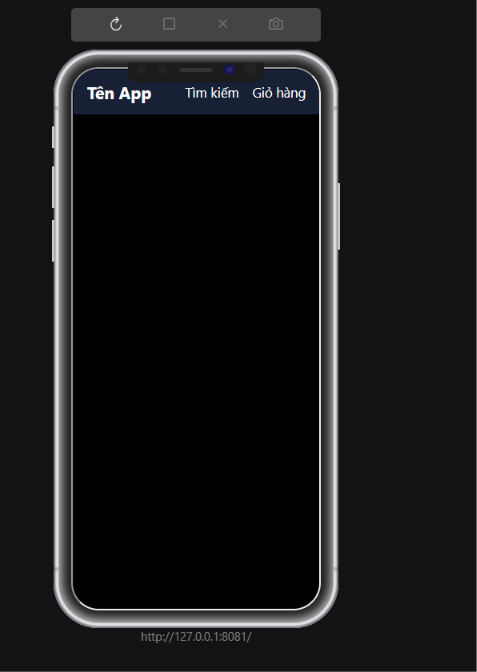 Tên App Tìm kiếm Giỏ hàng
http://127.0.0.1:8081/